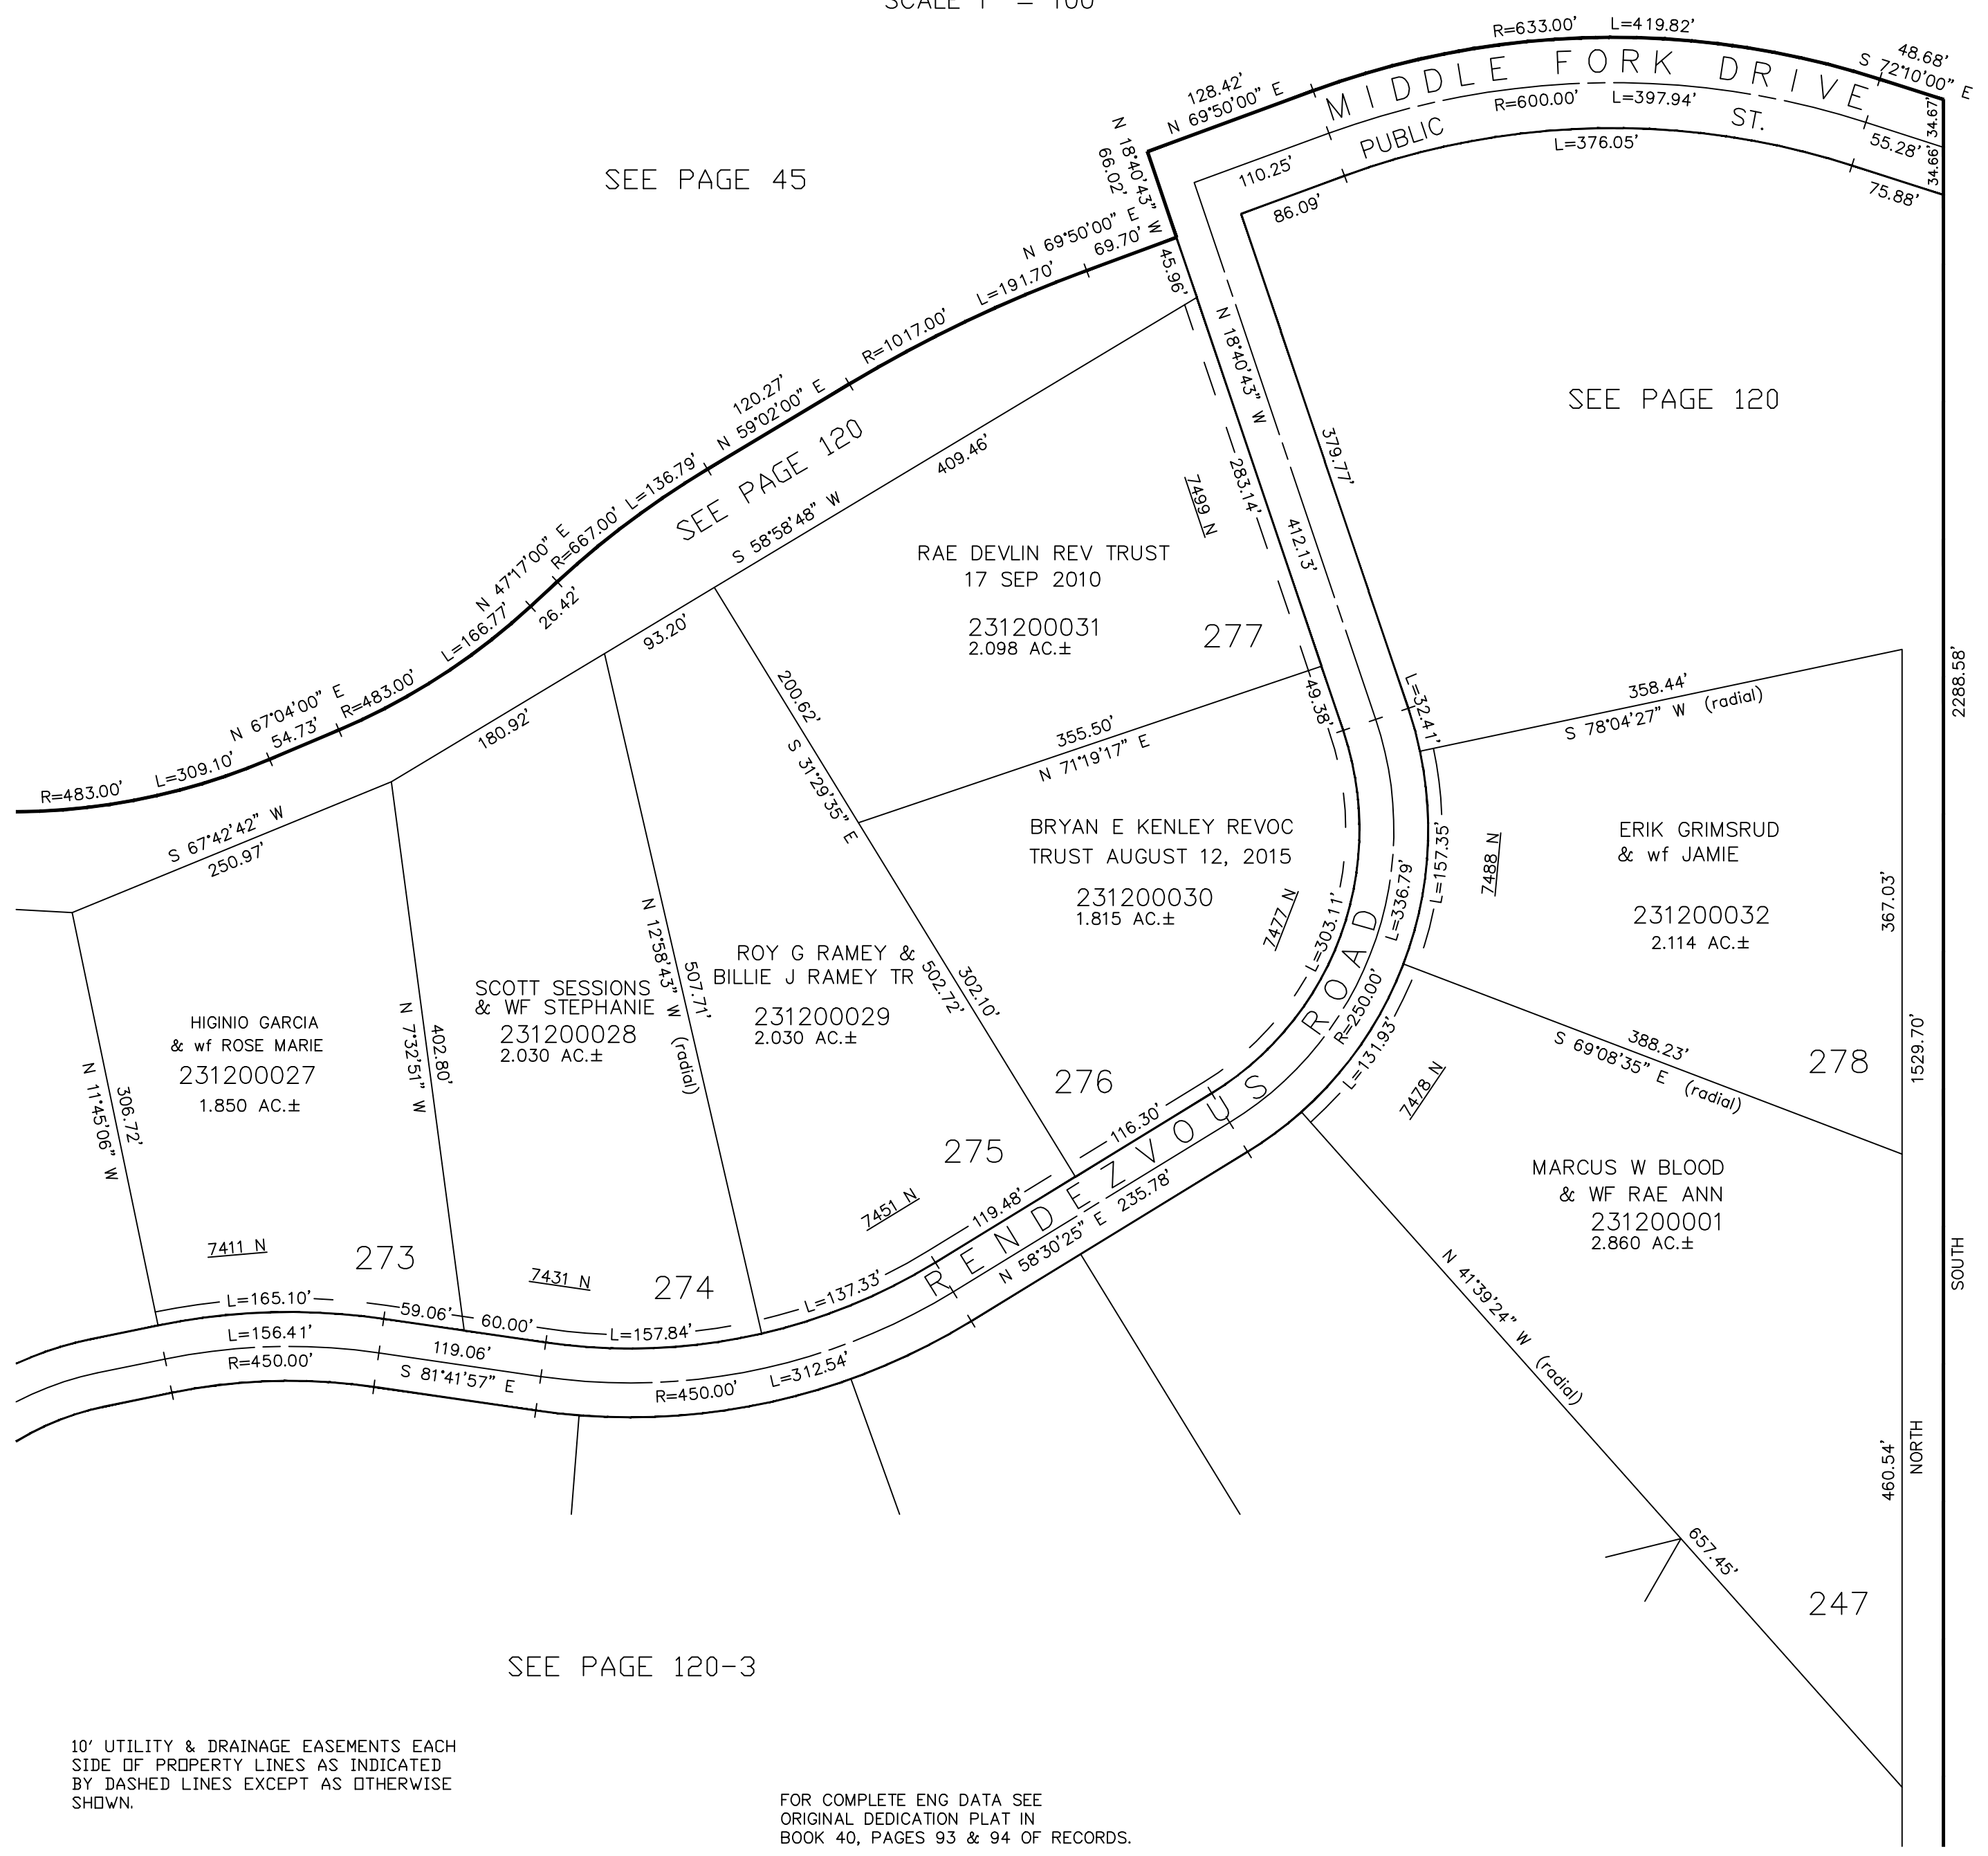 SCALE 1" = 100'
R=633.00' L=419.82'
48.68'
S 72°10'00" E
128.42'
N 69°50'00" E
MIDDLE FORK DRIVE
R=600.00' L=397.94'
PUBLIC ST.
L=376.05'
34.67'
34.66'
55.28'
75.88'
110.25'
86.09'
N 18°40'43" W
66.02'
SEE PAGE 45
N 69°50'00" E
69.70'
45.96'
L=191.70'
R=1017.00'
120.27'
N 59°02'00" E
SEE PAGE 120
L=136.79'
R=667.00'
N 47°17'00" E
26.42'
L=166.77'
R=483.00'
N 67°04'00" E
54.73'
L=309.10'
R=483.00'
S 58°58'48" W
409.46'
93.20'
180.92'
S 67°42'42" W
250.97'
N 18°40'43" W
283.14'
412.13'
379.77'
7499 N
SEE PAGE 120
RAE DEVLIN REV TRUST
17 SEP 2010
231200031
2.098 AC.±
277
200.62'
S 31°29'35" E
355.50'
N 71°19'17" E
49.38'
L=32.41'
358.44'
S 78°04'27" W (radial)
2288.58'
BRYAN E KENLEY REVOC
TRUST AUGUST 12, 2015
231200030
1.815 AC.±
7477 N
L=303.11'
L=336.79'
L=157.35'
7488 N
ERIK GRIMSRUD
& wf JAMIE
231200032
2.114 AC.±
367.03'
278
R=250.00'
L=131.93'
7478 N
388.23'
S 69°08'35" E (radial)
1529.70'
N 12°58'43" W (radial)
507.71'
ROY G RAMEY &
BILLIE J RAMEY TR
231200029
2.030 AC.±
502.72'
302.10'
276
275
116.30'
119.48'
7451 N
RENDEZVOUS ROAD
N 58°30'25" E 235.78'
SCOTT SESSIONS
& WF STEPHANIE
231200028
2.030 AC.±
N 7°32'51" W
402.80'
HIGINIO GARCIA
& wf ROSE MARIE
231200027
1.850 AC.±
N 11°45'06" W
306.72'
7411 N
273
7431 N
274
L=165.10'
59.06'
60.00'
L=157.84'
L=137.33'
L=156.41'
R=450.00'
119.06'
S 81°41'57" E
R=450.00'
L=312.54'
MARCUS W BLOOD
& WF RAE ANN
231200001
2.860 AC.±
N 41°39'24" W (radial)
657.45'
460.54'
NORTH
SOUTH
247
SEE PAGE 120-3
10' UTILITY & DRAINAGE EASEMENTS EACH
SIDE OF PROPERTY LINES AS INDICATED
BY DASHED LINES EXCEPT AS OTHERWISE
SHOWN.
FOR COMPLETE ENG DATA SEE
ORIGINAL DEDICATION PLAT IN
BOOK 40, PAGES 93 & 94 OF RECORDS.